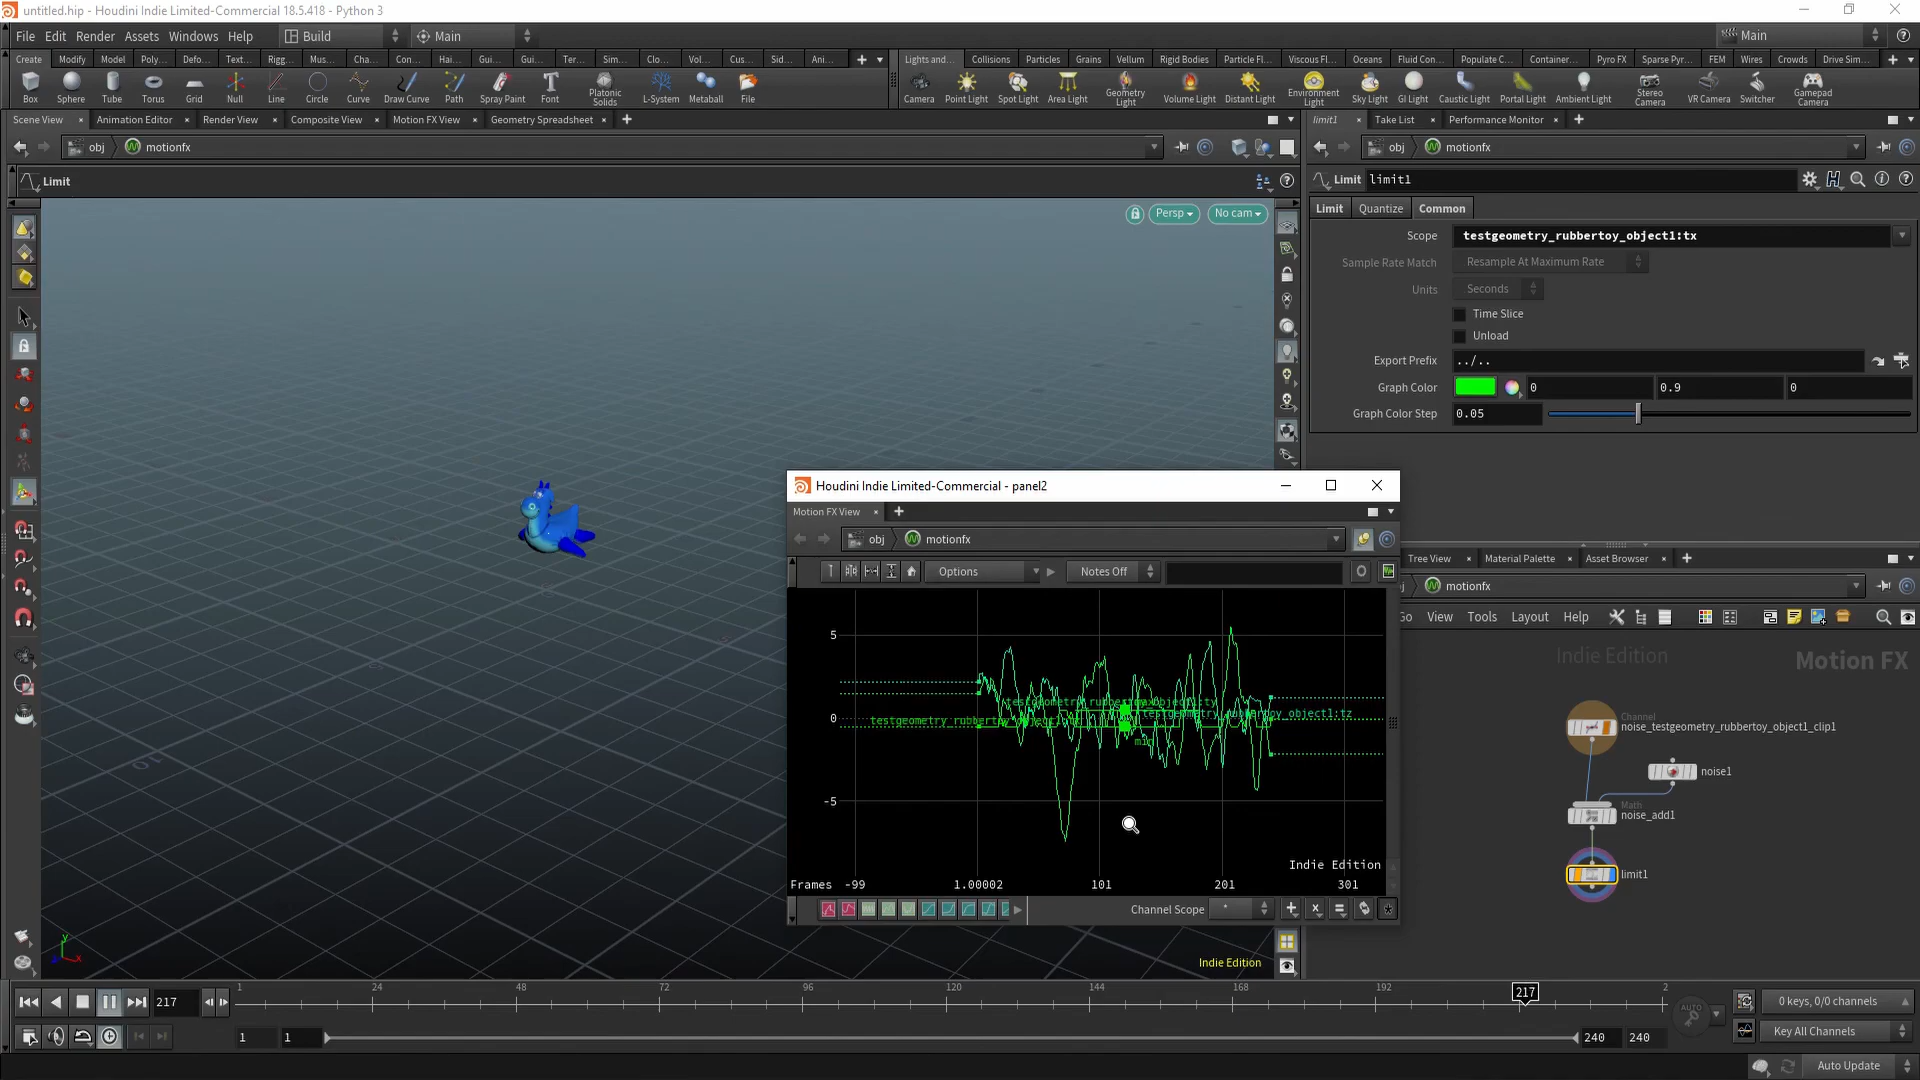 untitled.hip - Houdini Indie Limited-Commercial 18.5.418 - Python 3
File Edit Render Assets Windows Help Build Main Main
Create Modify Model Poly... Defo... Text... Rigg... Mus... Cha... Con... Hai... Gui... Gui... Ter... Sim... Clo... Vol... Cus... Sid... Ani...
Lights and... Collisions Particles Grains Vellum Rigid Bodies Particle Fl... Viscous Fl... Oceans Fluid Con... Populate C... Container... Pyro FX Sparse Pyr... FEM Wires Crowds Drive Sim...
Box Sphere Tube Torus Grid Null Line Circle Curve Draw Curve Path Spray Paint Font Platonic Solids L-System Metaball File
Camera Point Light Spot Light Area Light Geometry Light Volume Light Distant Light Environment Light Sky Light GI Light Caustic Light Portal Light Ambient Light Stereo Camera VR Camera Switcher Gamepad Camera
Scene View Animation Editor Render View Composite View Motion FX View Geometry Spreadsheet
limit1 Take List Performance Monitor
obj motionfx
obj motionfx
Limit
Limit limit1
Persp No cam
Limit Quantize Common
Scope testgeometry_rubbertoy_object1:tx
Sample Rate Match Resample At Maximum Rate
Units Seconds
Time Slice
Unload
Export Prefix ../..
Graph Color 0 0.9 0
Graph Color Step 0.05
Houdini Indie Limited-Commercial - panel2
Motion FX View
obj motionfx
Options Notes Off
5
0
-5
testgeometry_rubbertoy_object1:ty
testgeometry_rubbertoy_object1:tz
min
Indie Edition
Frames -99 1.00002 101 201 301
Channel Scope *
Tree View Material Palette Asset Browser
motionfx
Go View Tools Layout Help
Indie Edition Motion FX
Channel
noise_testgeometry_rubbertoy_object1_clip1
noise1
Math
noise_add1
limit1
Indie Edition
y
x
10
217 1 24 48 72 96 120 144 168 192 217 2
AUTO
0 keys, 0/0 channels
1 1 240 240
Key All Channels
Auto Update